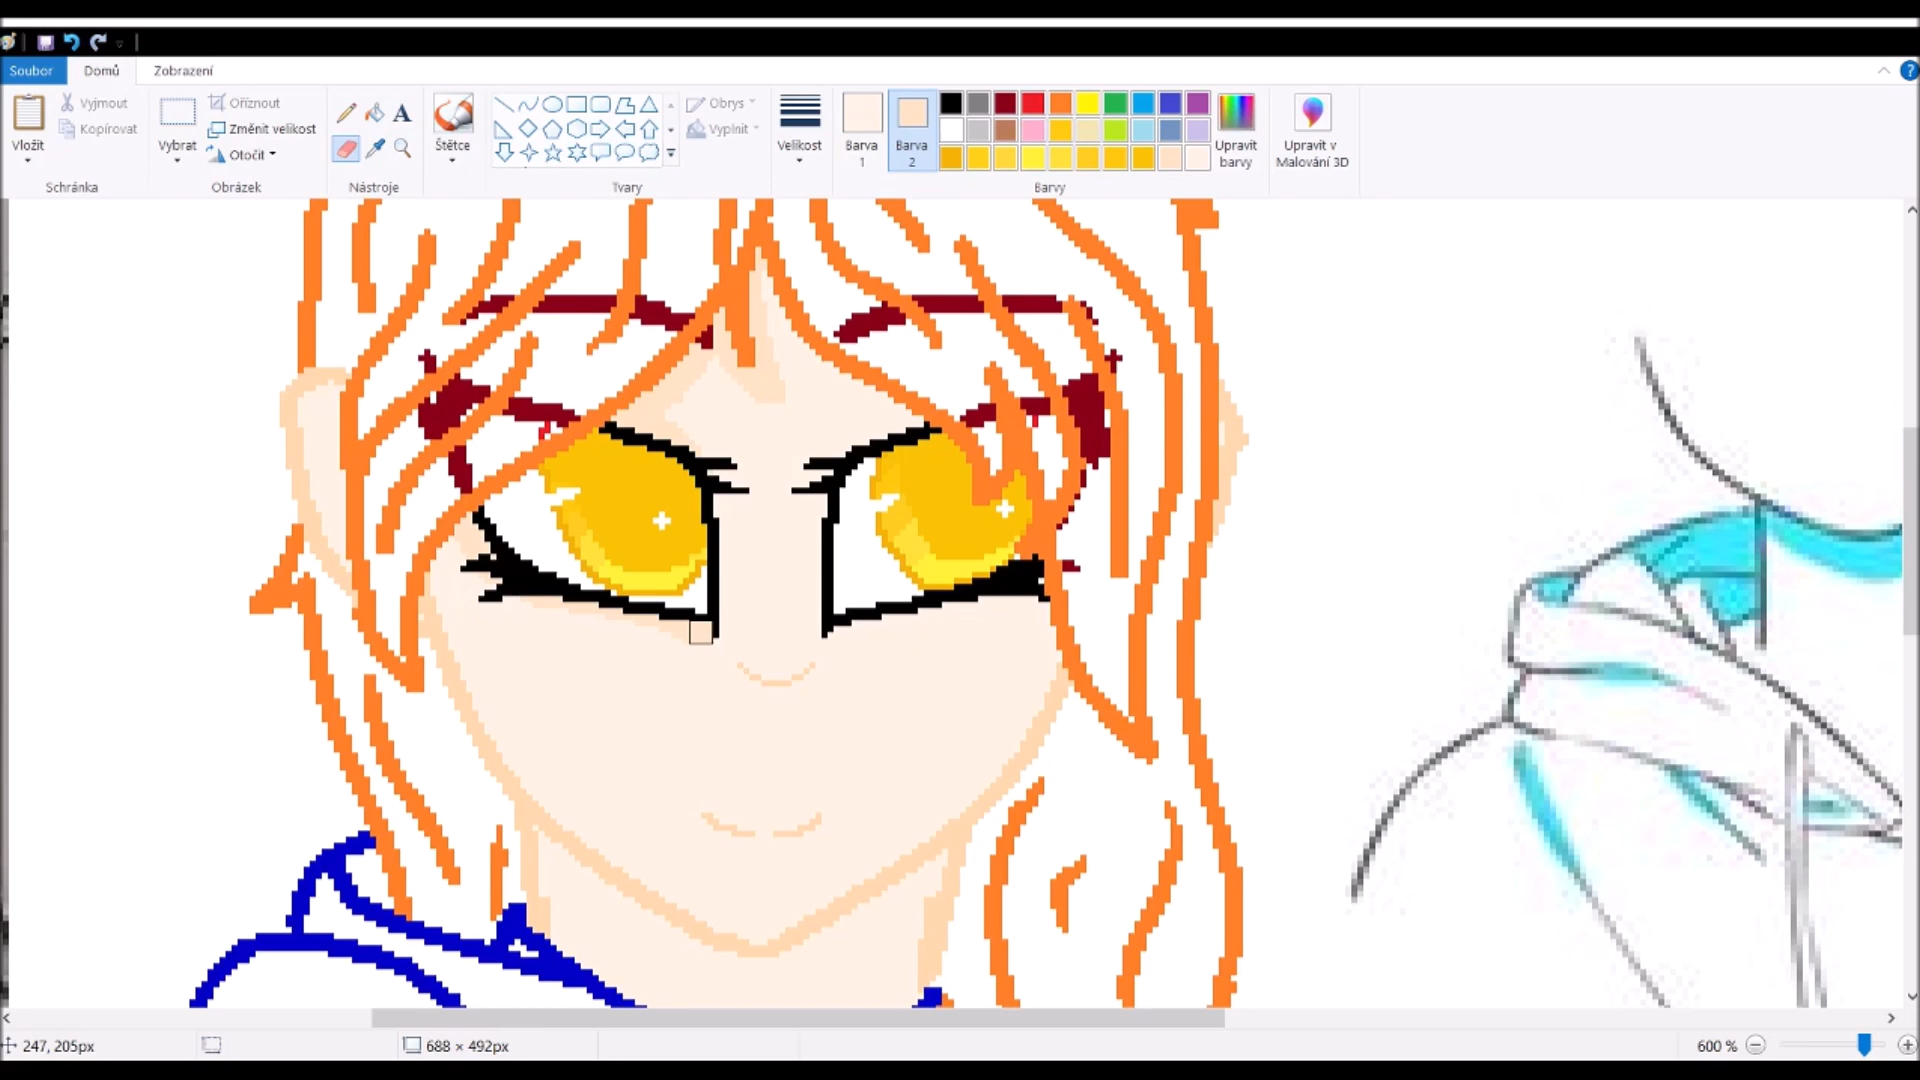 Soubor Domů Zobrazení
Vložit
Vyjmout
Kopírovat
Schránka
Vybrat
Oříznout
Změnit velikost
Otočit
Obrázek
A
Nástroje
Štětce
Obrys
Vyplnit
Tvary
Velikost
Barva
1
Barva
2
Upravit
barvy
Barvy
Upravit v
Malování 3D
?
247, 205px
688 × 492px
600 %